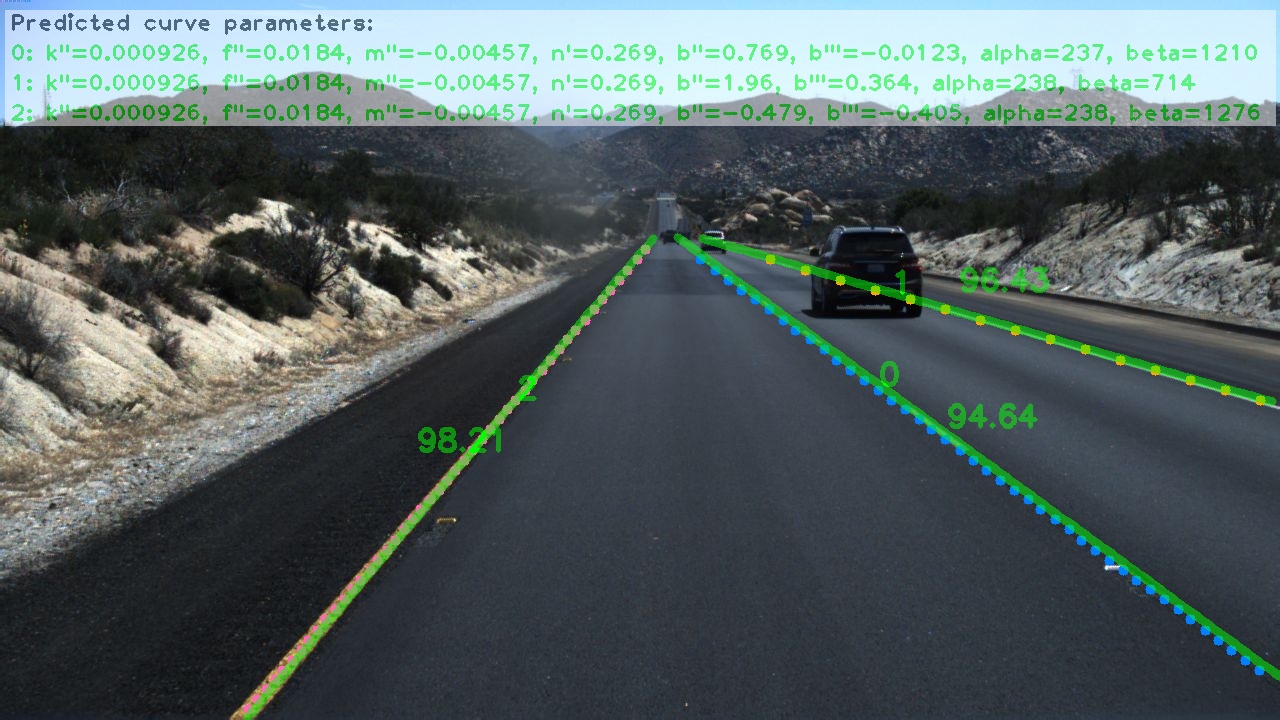 Predicted curve parameters:
0: k''=0.000926, f''=0.0184, m''=-0.00457, n'=0.269, b''=0.769, b'''=-0.0123, alpha=237, beta=1210
1: k''=0.000926, f''=0.0184, m''=-0.00457, n'=0.269, b''=1.96, b'''=0.364, alpha=238, beta=714
2: k''=0.000926, f''=0.0184, m''=-0.00457, n'=0.269, b''=-0.479, b'''=-0.405, alpha=238, beta=1276
1 96.43
0
2
94.64
98.21